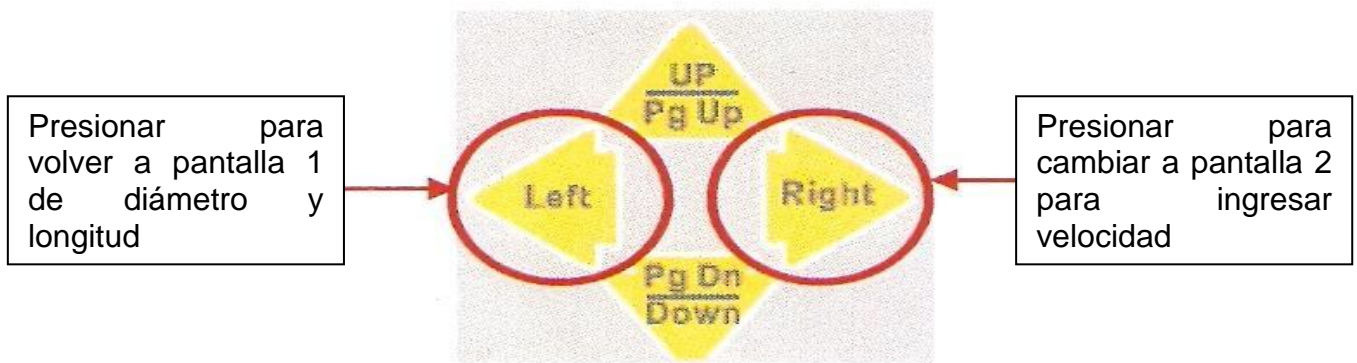 Presionar para
volver a pantalla 1
de diámetro y
longitud
UP
Pg Up
Left
Right
Pg Dn
Down
Presionar para
cambiar a pantalla 2
para ingresar
velocidad